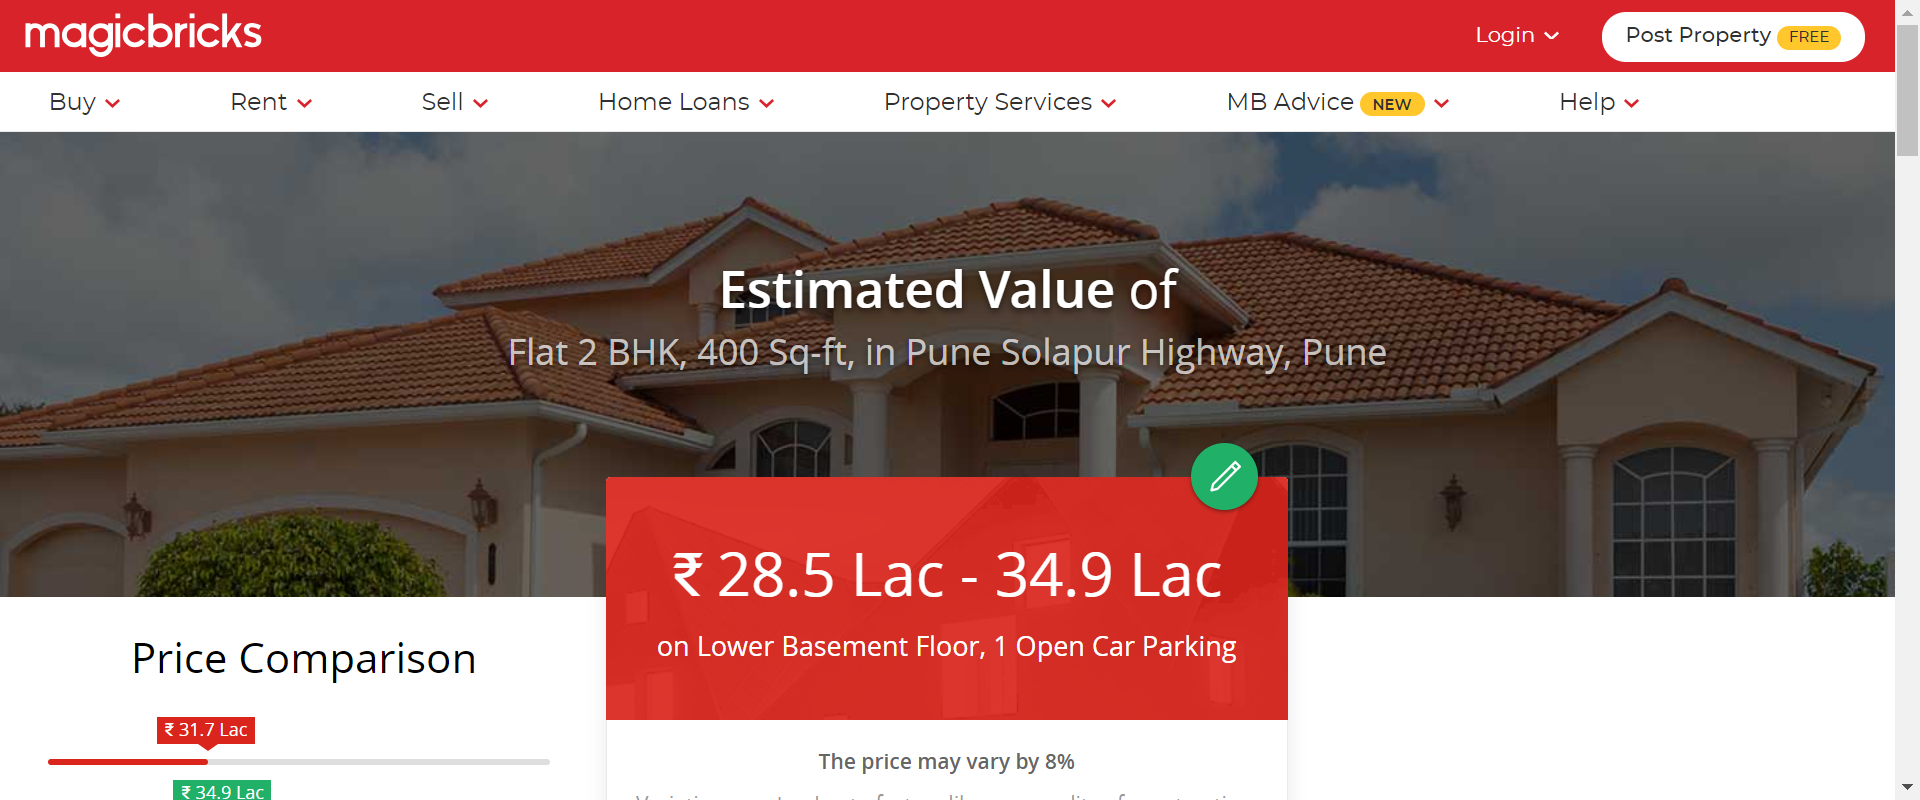 magicbricks
Login
Post Property FREE
Buy
Rent
Sell
Home Loans
Property Services
MB Advice NEW
Help
Estimated Value of
Flat 2 BHK, 400 Sq-ft, in Pune Solapur Highway, Pune
₹ 28.5 Lac - 34.9 Lac
on Lower Basement Floor, 1 Open Car Parking
Price Comparison
₹ 31.7 Lac
The price may vary by 8%
₹ 34.9 Lac